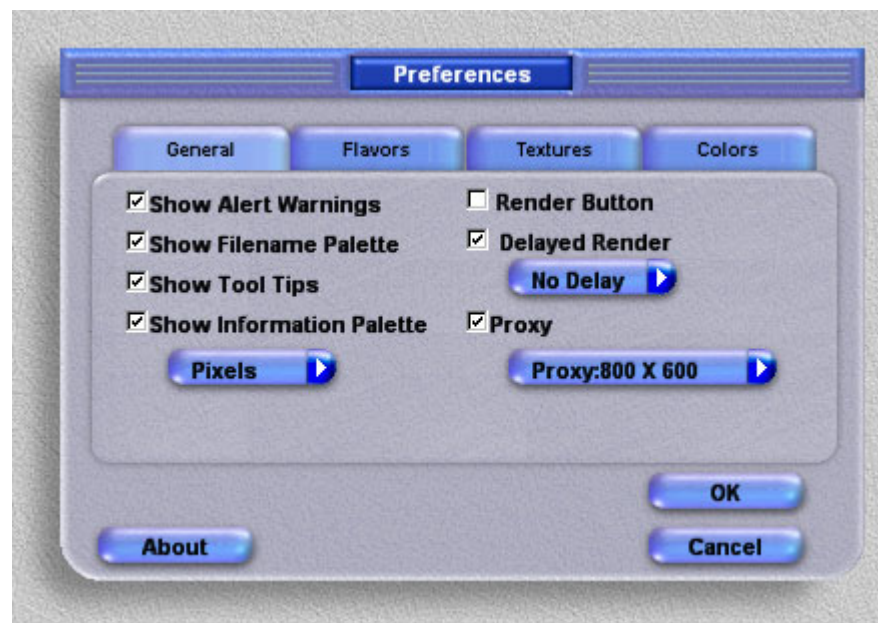 Preferences
General Flavors Textures Colors
Show Alert Warnings
Show Filename Palette
Show Tool Tips
Show Information Palette
Pixels
Render Button
Delayed Render
No Delay
Proxy
Proxy:800 X 600
OK
About
Cancel